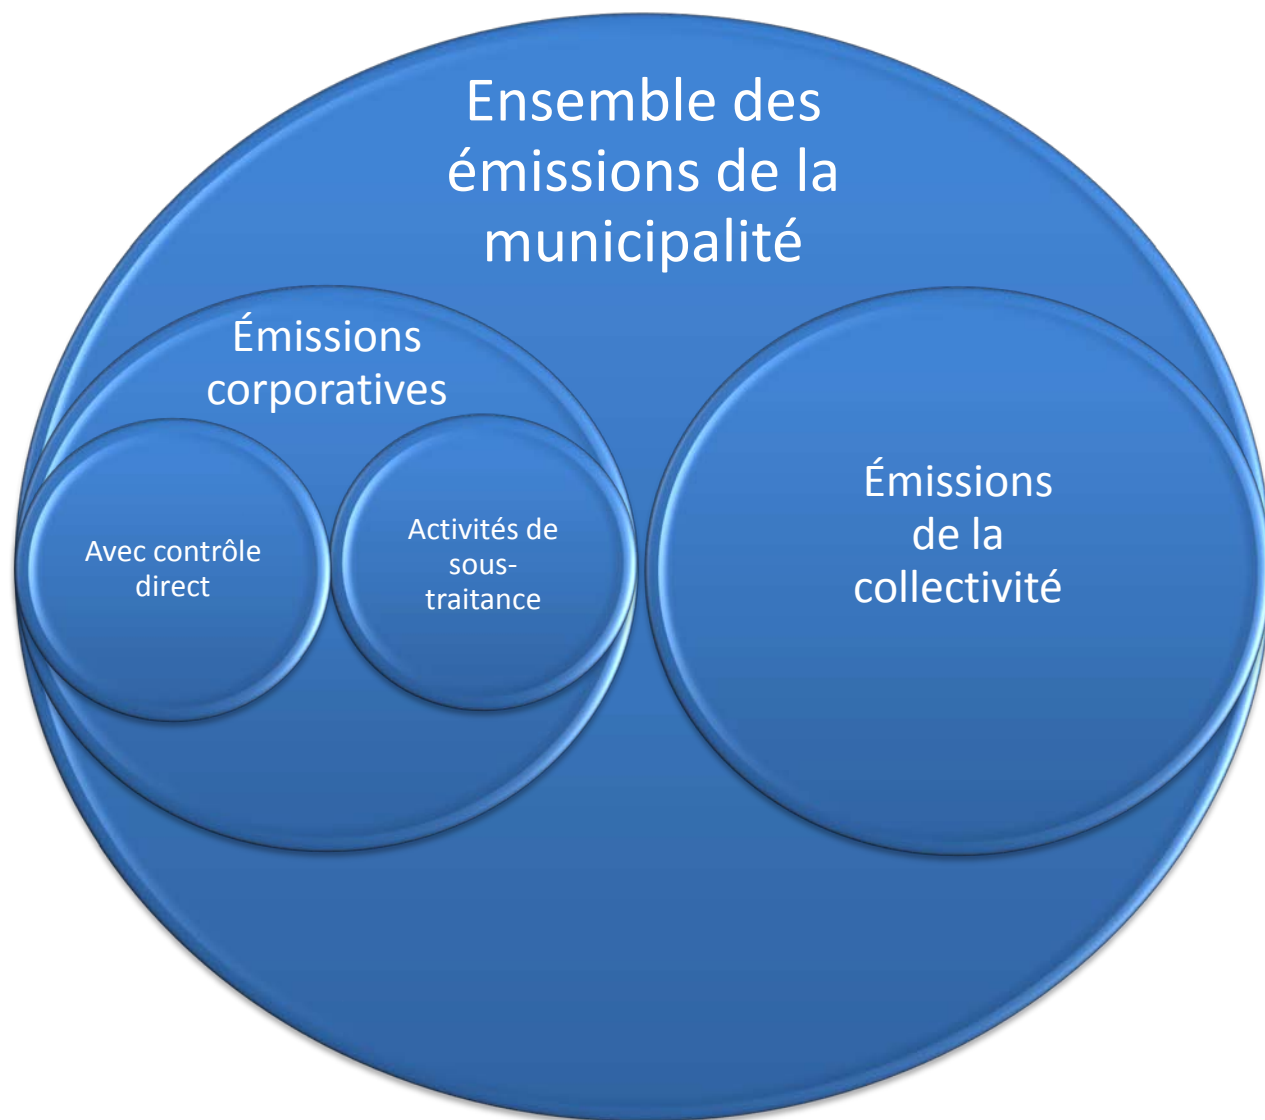 Ensemble des
émissions de la
municipalité
Émissions
corporatives
Avec contrôle
direct
Activités de
sous-
traitance
Émissions
de la
collectivité